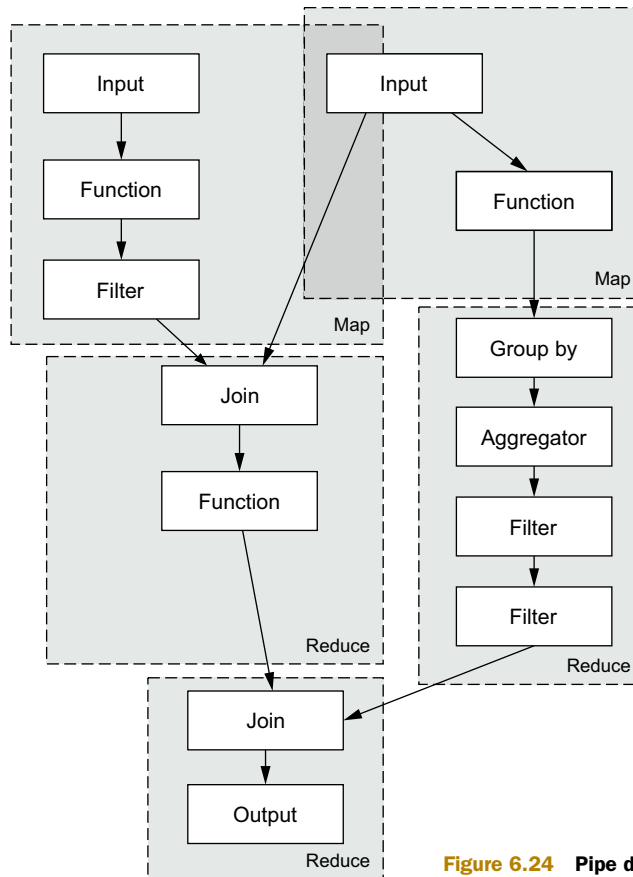 Input
Input
Function
Function
Filter
Map
Map
Group by
Join
Aggregator
Function
Filter
Filter
Reduce
Reduce
Join
Output
Reduce
Figure 6.24 Pipe d